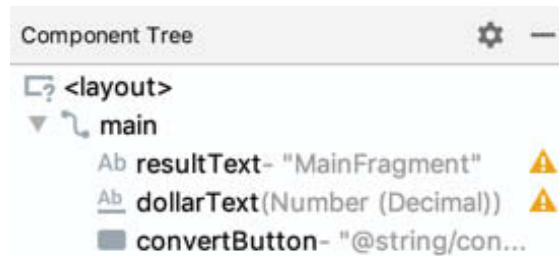 Component Tree
<layout>
main
Ab resultText- "MainFragment"
Ab dollarText(Number (Decimal))
convertButton- "@string/con...